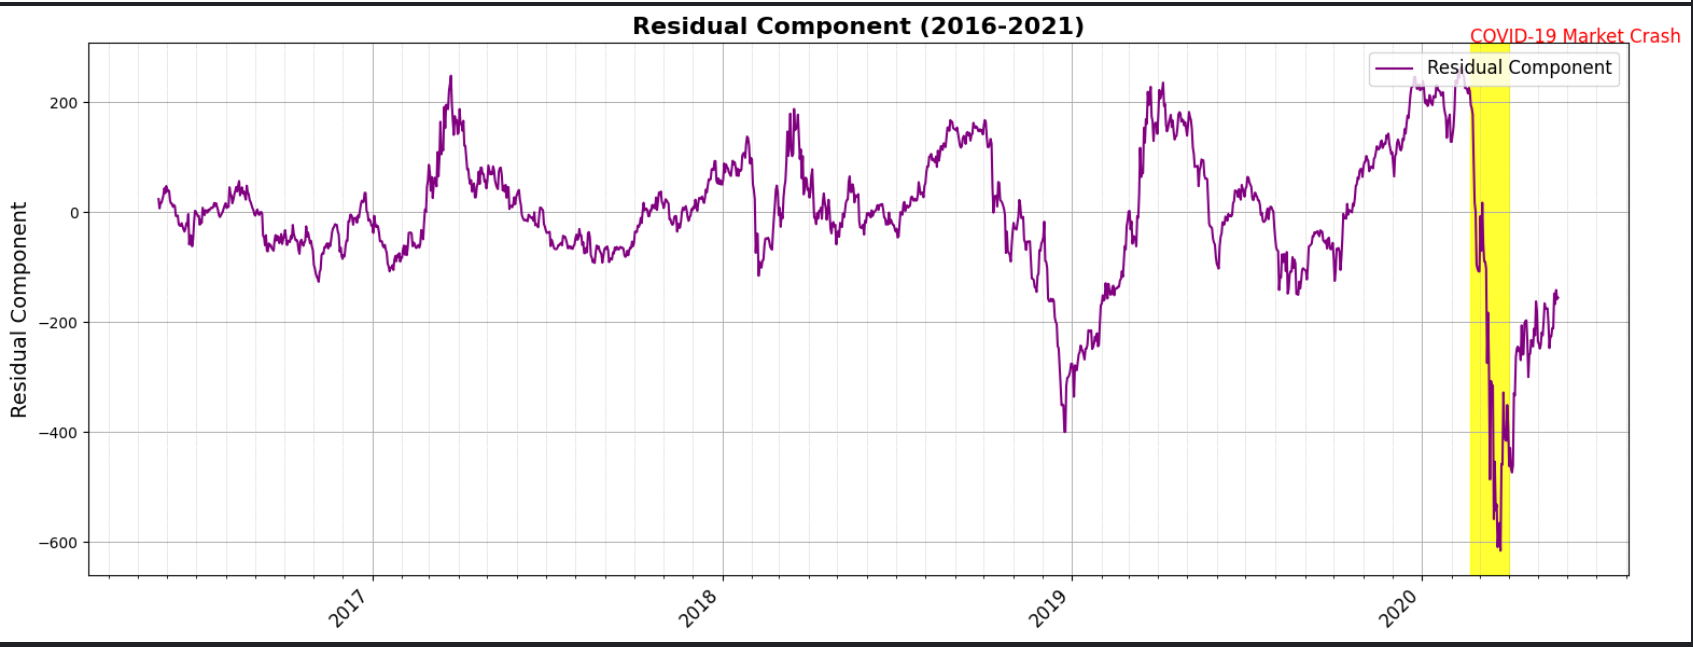 Residual Component (2016-2021)
COVID-19 Market Crash
Residual Component
Residual Component
200
0
−200
−400
−600
2017
2018
2019
2020